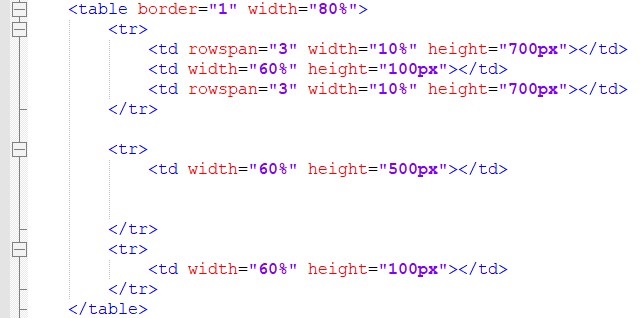 <table border="1" width="80%">
<tr>
<td rowspan="3" width="10%" height="700px"></td>
<td width="60%" height="100px"></td>
<td rowspan="3" width="10%" height="700px"></td>
</tr>
<tr>
<td width="60%" height="500px"></td>
</tr>
<tr>
<td width="60%" height="100px"></td>
</tr>
</table>